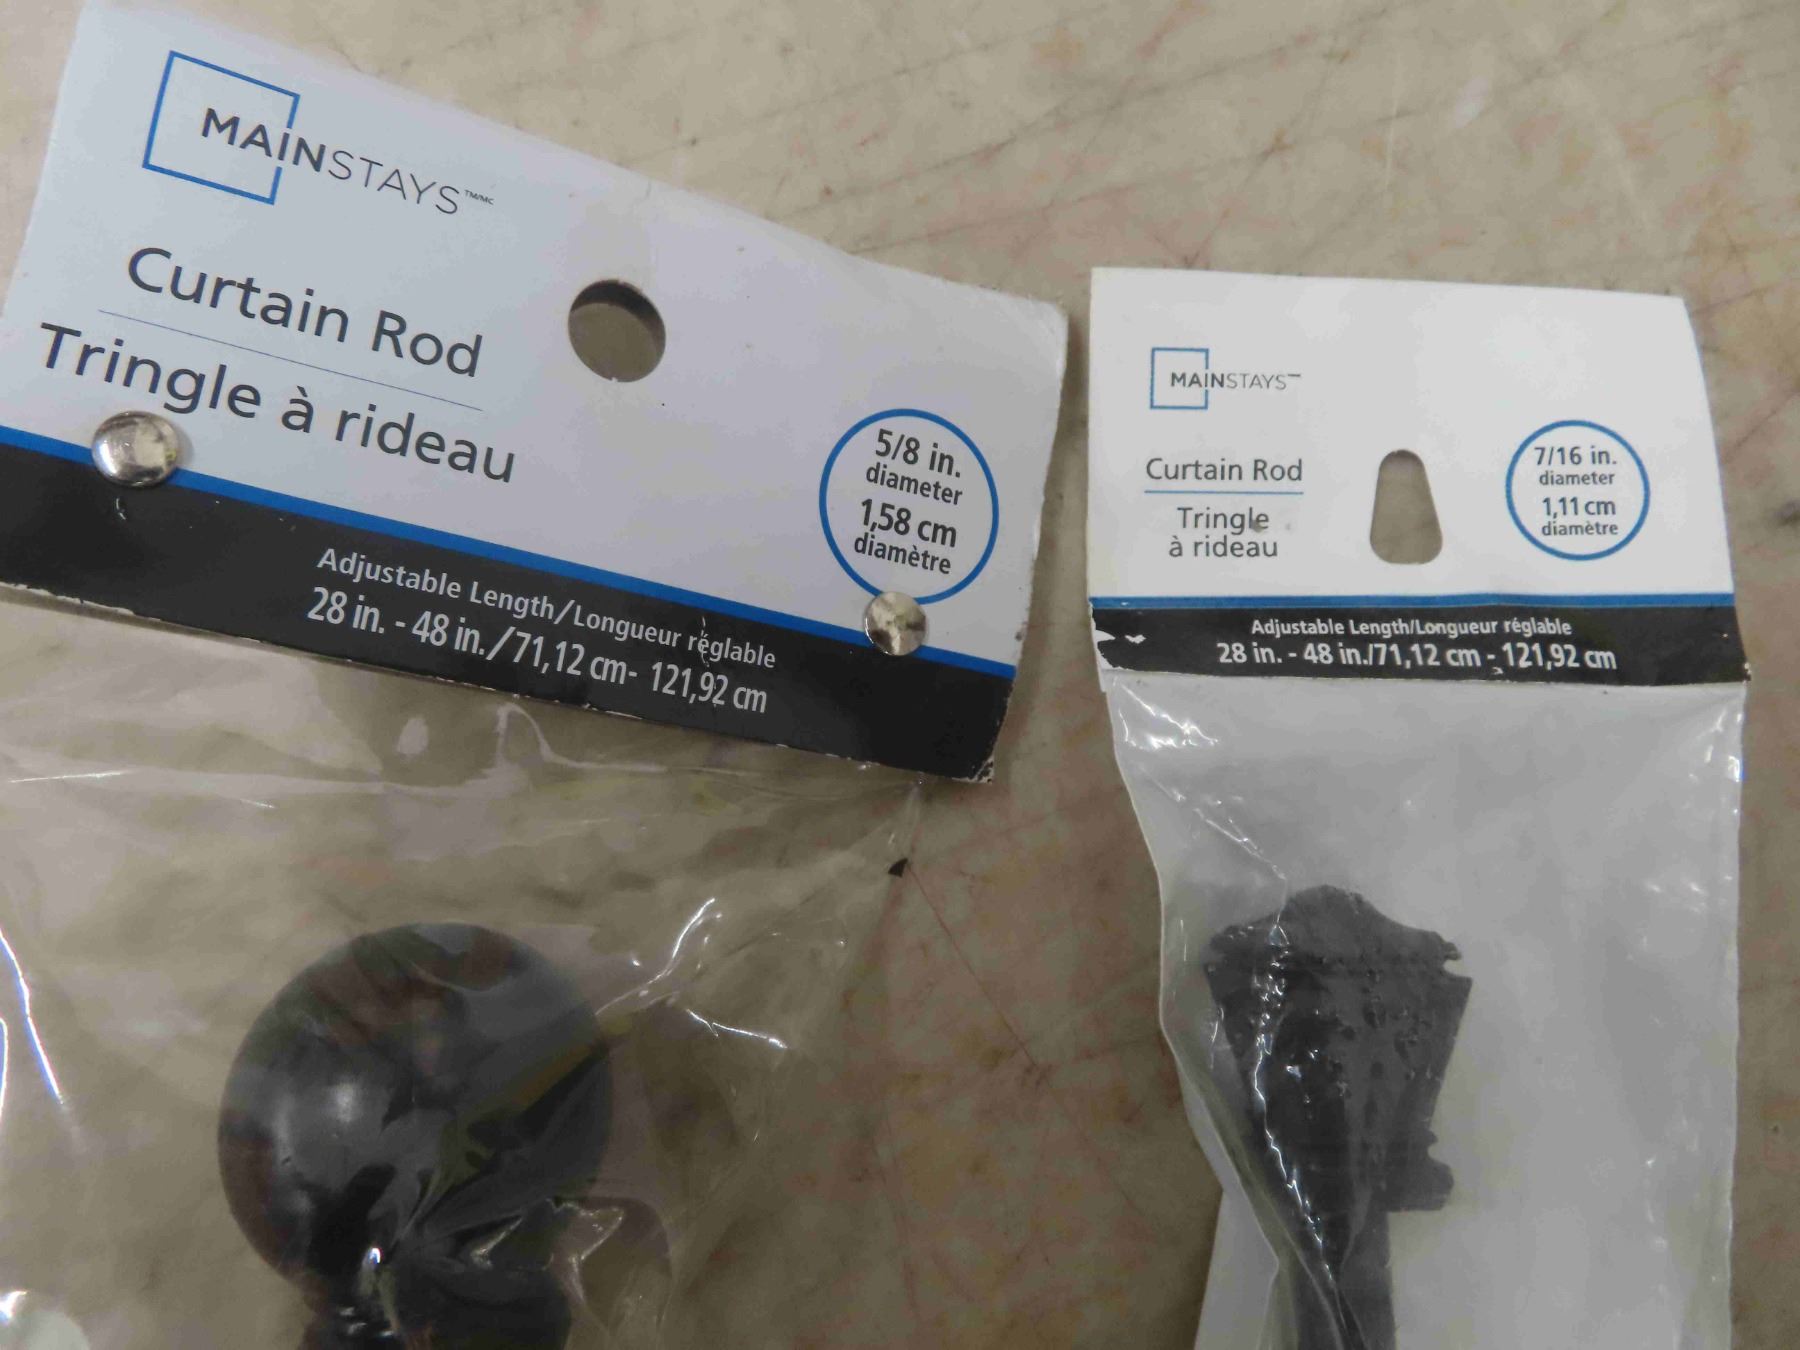 MAINSTAYS™/MC
Curtain Rod
Tringle à rideau
5/8 in.
diameter
1,58 cm
diamètre
Adjustable Length/Longueur réglable
28 in. - 48 in./71,12 cm- 121,92 cm
MAINSTAYS
Curtain Rod
Tringle
à rideau
7/16 in.
diameter
1,11 cm
diamètre
Adjustable Length/Longueur réglable
28 in. - 48 in./71,12 cm - 121,92 cm